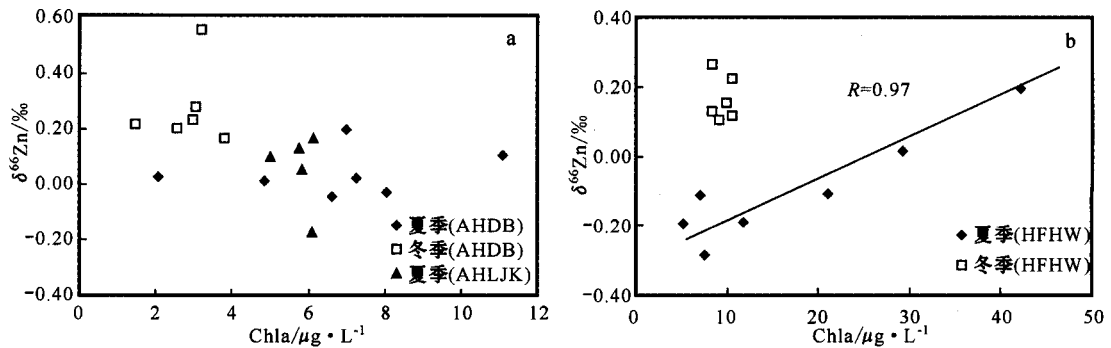 a
0.60
0.40
0.20
0.00
-0.20
-0.40
δ⁶⁶Zn/‰
0 2 4 6 8 10 12
Chla/μg·L⁻¹
◆夏季(AHDB)
□冬季(AHDB)
▲夏季(AHLJK)
b
0.40
0.20
0.00
-0.20
-0.40
δ⁶⁶Zn/‰
R=0.97
0 10 20 30 40 50
Chla/μg·L⁻¹
◆夏季(HFHW)
□冬季(HFHW)